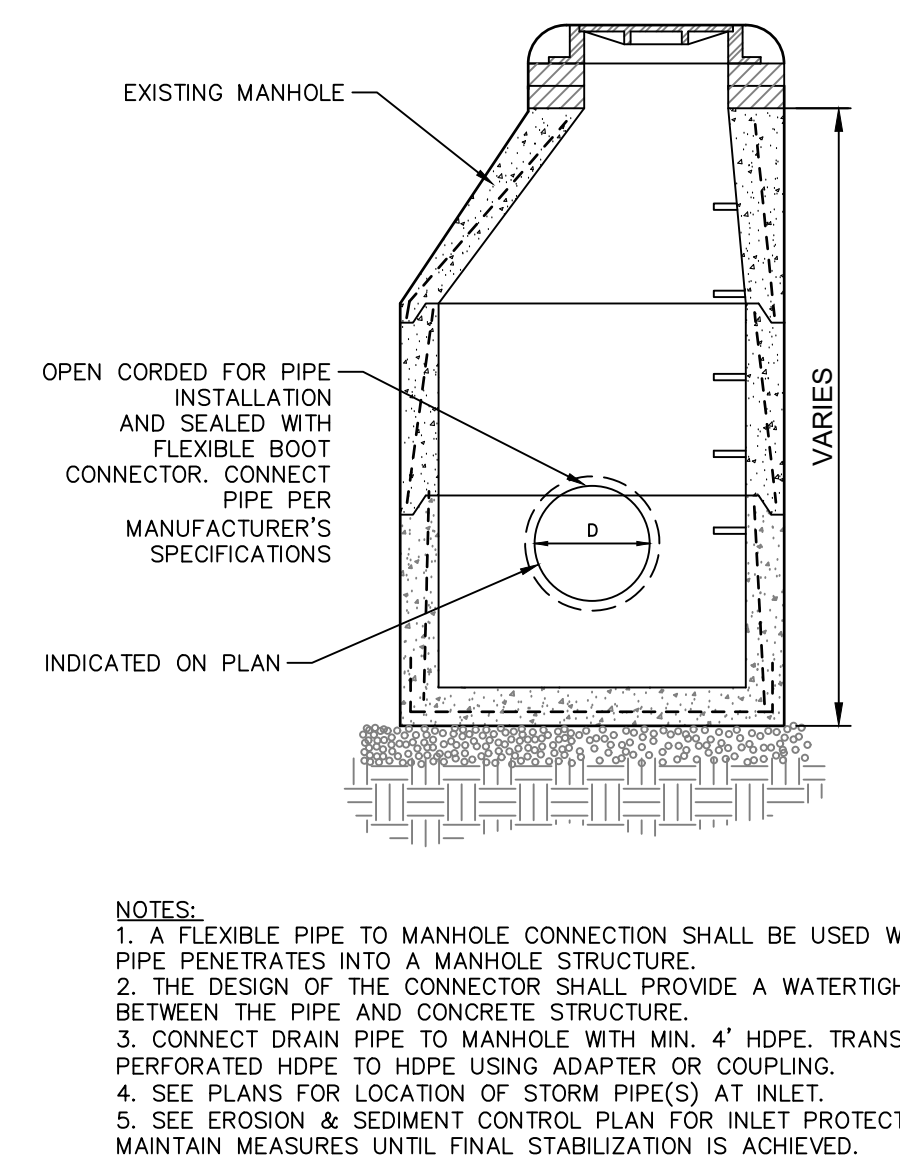 EXISTING MANHOLE
VARIES
OPEN CORDED FOR PIPE
INSTALLATION
AND SEALED WITH
FLEXIBLE BOOT
CONNECTOR. CONNECT
PIPE PER
MANUFACTURER'S
SPECIFICATIONS
D
INDICATED ON PLAN
NOTES:
1. A FLEXIBLE PIPE TO MANHOLE CONNECTION SHALL BE USED
PIPE PENETRATES INTO A MANHOLE STRUCTURE.
2. THE DESIGN OF THE CONNECTOR SHALL PROVIDE A
BETWEEN THE PIPE AND CONCRETE STRUCTURE.
3. CONNECT DRAIN PIPE TO MANHOLE WITH MIN. 4' HDPE.
PERFORATED HDPE TO HDPE USING ADAPTER OR COUPLING.
4. SEE PLANS FOR LOCATION OF STORM PIPE(S) AT INLET.
5. SEE EROSION & SEDIMENT CONTROL PLAN FOR INLET
MAINTAIN MEASURES UNTIL FINAL STABILIZATION IS ACHIEVED.